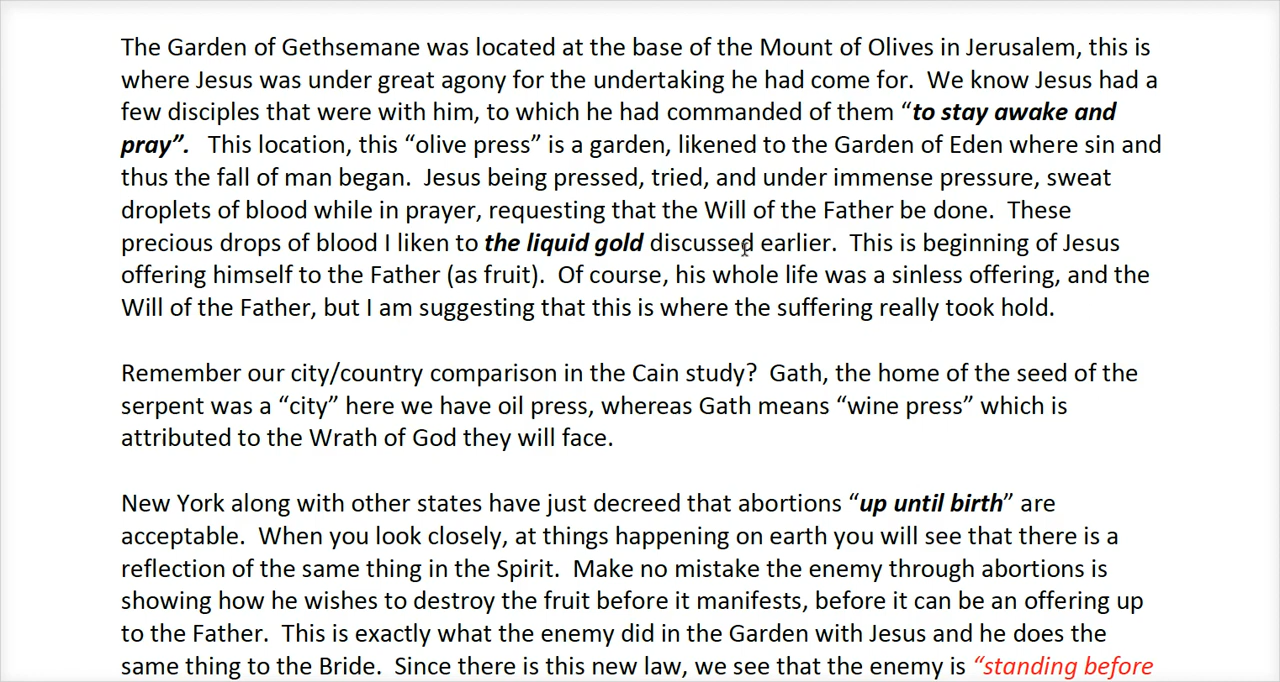 The Garden of Gethsemane was located at the base of the Mount of Olives in Jerusalem, this is
where Jesus was under great agony for the undertaking he had come for.  We know Jesus had a
few disciples that were with him, to which he had commanded of them “to stay awake and
pray”.   This location, this “olive press” is a garden, likened to the Garden of Eden where sin and
thus the fall of man began.  Jesus being pressed, tried, and under immense pressure, sweat
droplets of blood while in prayer, requesting that the Will of the Father be done.  These
precious drops of blood I liken to the liquid gold discussed earlier.  This is beginning of Jesus
offering himself to the Father (as fruit).  Of course, his whole life was a sinless offering, and the
Will of the Father, but I am suggesting that this is where the suffering really took hold.
Remember our city/country comparison in the Cain study?  Gath, the home of the seed of the
serpent was a “city” here we have oil press, whereas Gath means “wine press” which is
attributed to the Wrath of God they will face.
New York along with other states have just decreed that abortions “up until birth” are
acceptable.  When you look closely, at things happening on earth you will see that there is a
reflection of the same thing in the Spirit.  Make no mistake the enemy through abortions is
showing how he wishes to destroy the fruit before it manifests, before it can be an offering up
to the Father.  This is exactly what the enemy did in the Garden with Jesus and he does the
same thing to the Bride.  Since there is this new law, we see that the enemy is “standing before